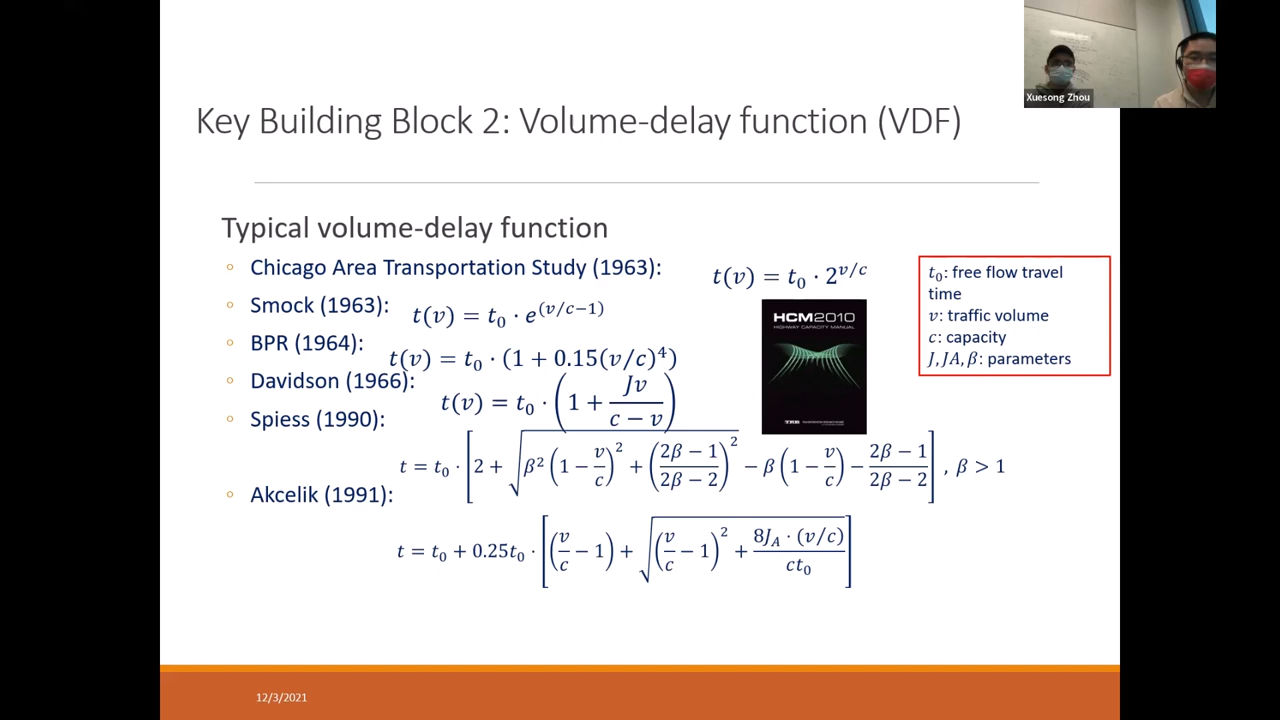 Xuesong Zhou
Key Building Block 2: Volume-delay function (VDF)
Typical volume-delay function
◦ Chicago Area Transportation Study (1963): t(v) = t₀ · 2^{v/c}
◦ Smock (1963): t(v) = t₀ · e^{(v/c−1)}
◦ BPR (1964): t(v) = t₀ · (1 + 0.15(v/c)⁴)
◦ Davidson (1966): t(v) = t₀ · (1 + Jv/(c − v))
◦ Spiess (1990):
t = t₀ · [2 + √(β²(1 − v/c)² + ((2β − 1)/(2β − 2))²) − β(1 − v/c) − (2β − 1)/(2β − 2)], β > 1
◦ Akcelik (1991):
t = t₀ + 0.25t₀ · [(v/c − 1) + √((v/c − 1)² + (8J_A · (v/c))/(ct₀))]
HCM2010
HIGHWAY CAPACITY MANUAL
TRB
t₀: free flow travel
time
v: traffic volume
c: capacity
J, JA, β: parameters
12/3/2021